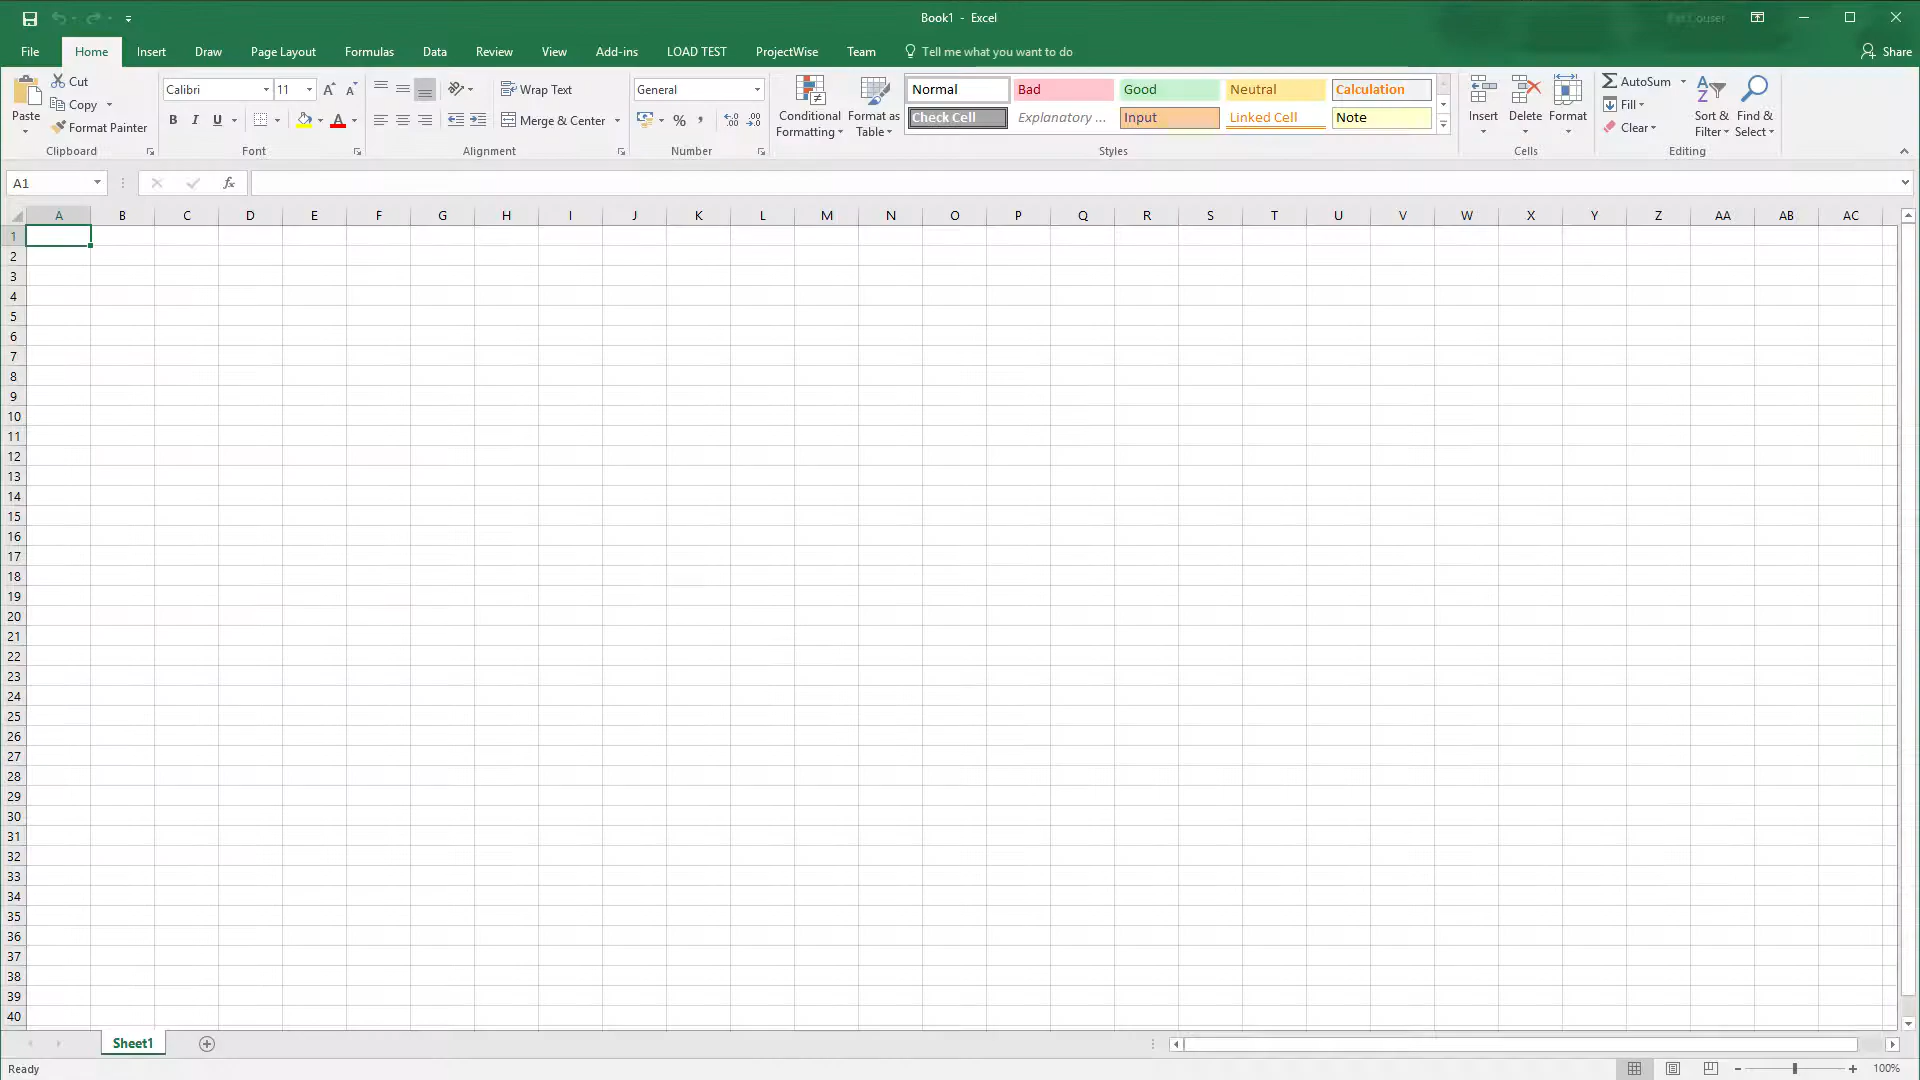 Book1 - Excel
File Home Insert Draw Page Layout Formulas Data Review View Add-ins LOAD TEST ProjectWise Team Tell me what you want to do Share
Paste
Cut
Copy
Format Painter
Clipboard
Calibri 11
B I U
Font
Wrap Text
Merge & Center
Alignment
General
% ,
Number
Conditional Formatting
Format as Table
Normal Bad Good Neutral Calculation
Check Cell Explanatory ... Input Linked Cell Note
Styles
Insert Delete Format
Cells
AutoSum
Fill
Clear
Sort & Filter
Find & Select
Editing
A1 fx
A B C D E F G H I J K L M N O P Q R S T U V W X Y Z AA AB AC
1
2
3
4
5
6
7
8
9
10
11
12
13
14
15
16
17
18
19
20
21
22
23
24
25
26
27
28
29
30
31
32
33
34
35
36
37
38
39
40
Sheet1
Ready 100%